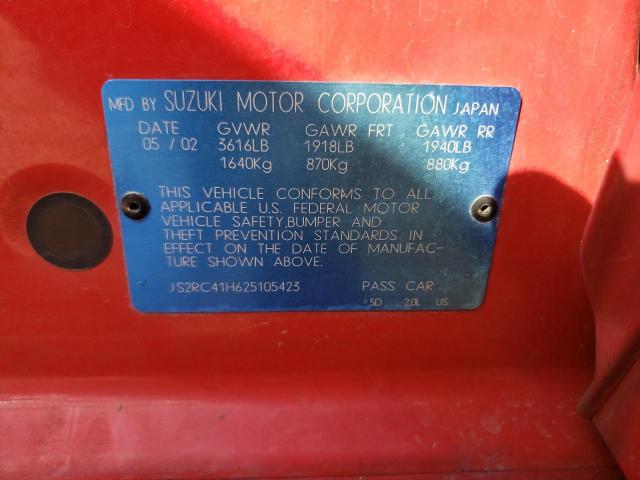 MFD BY SUZUKI MOTOR CORPORATION JAPAN
DATE GVWR GAWR FRT GAWR RR
05 / 02 3616LB 1918LB 1940LB
1640Kg 870Kg 880Kg
THIS VEHICLE CONFORMS TO ALL
APPLICABLE U.S. FEDERAL MOTOR
VEHICLE SAFETY,BUMPER AND
THEFT PREVENTION STANDARDS IN
EFFECT ON THE DATE OF MANUFAC-
TURE SHOWN ABOVE.
JS2RC41H625105423 PASS CAR
5D 2.0L US